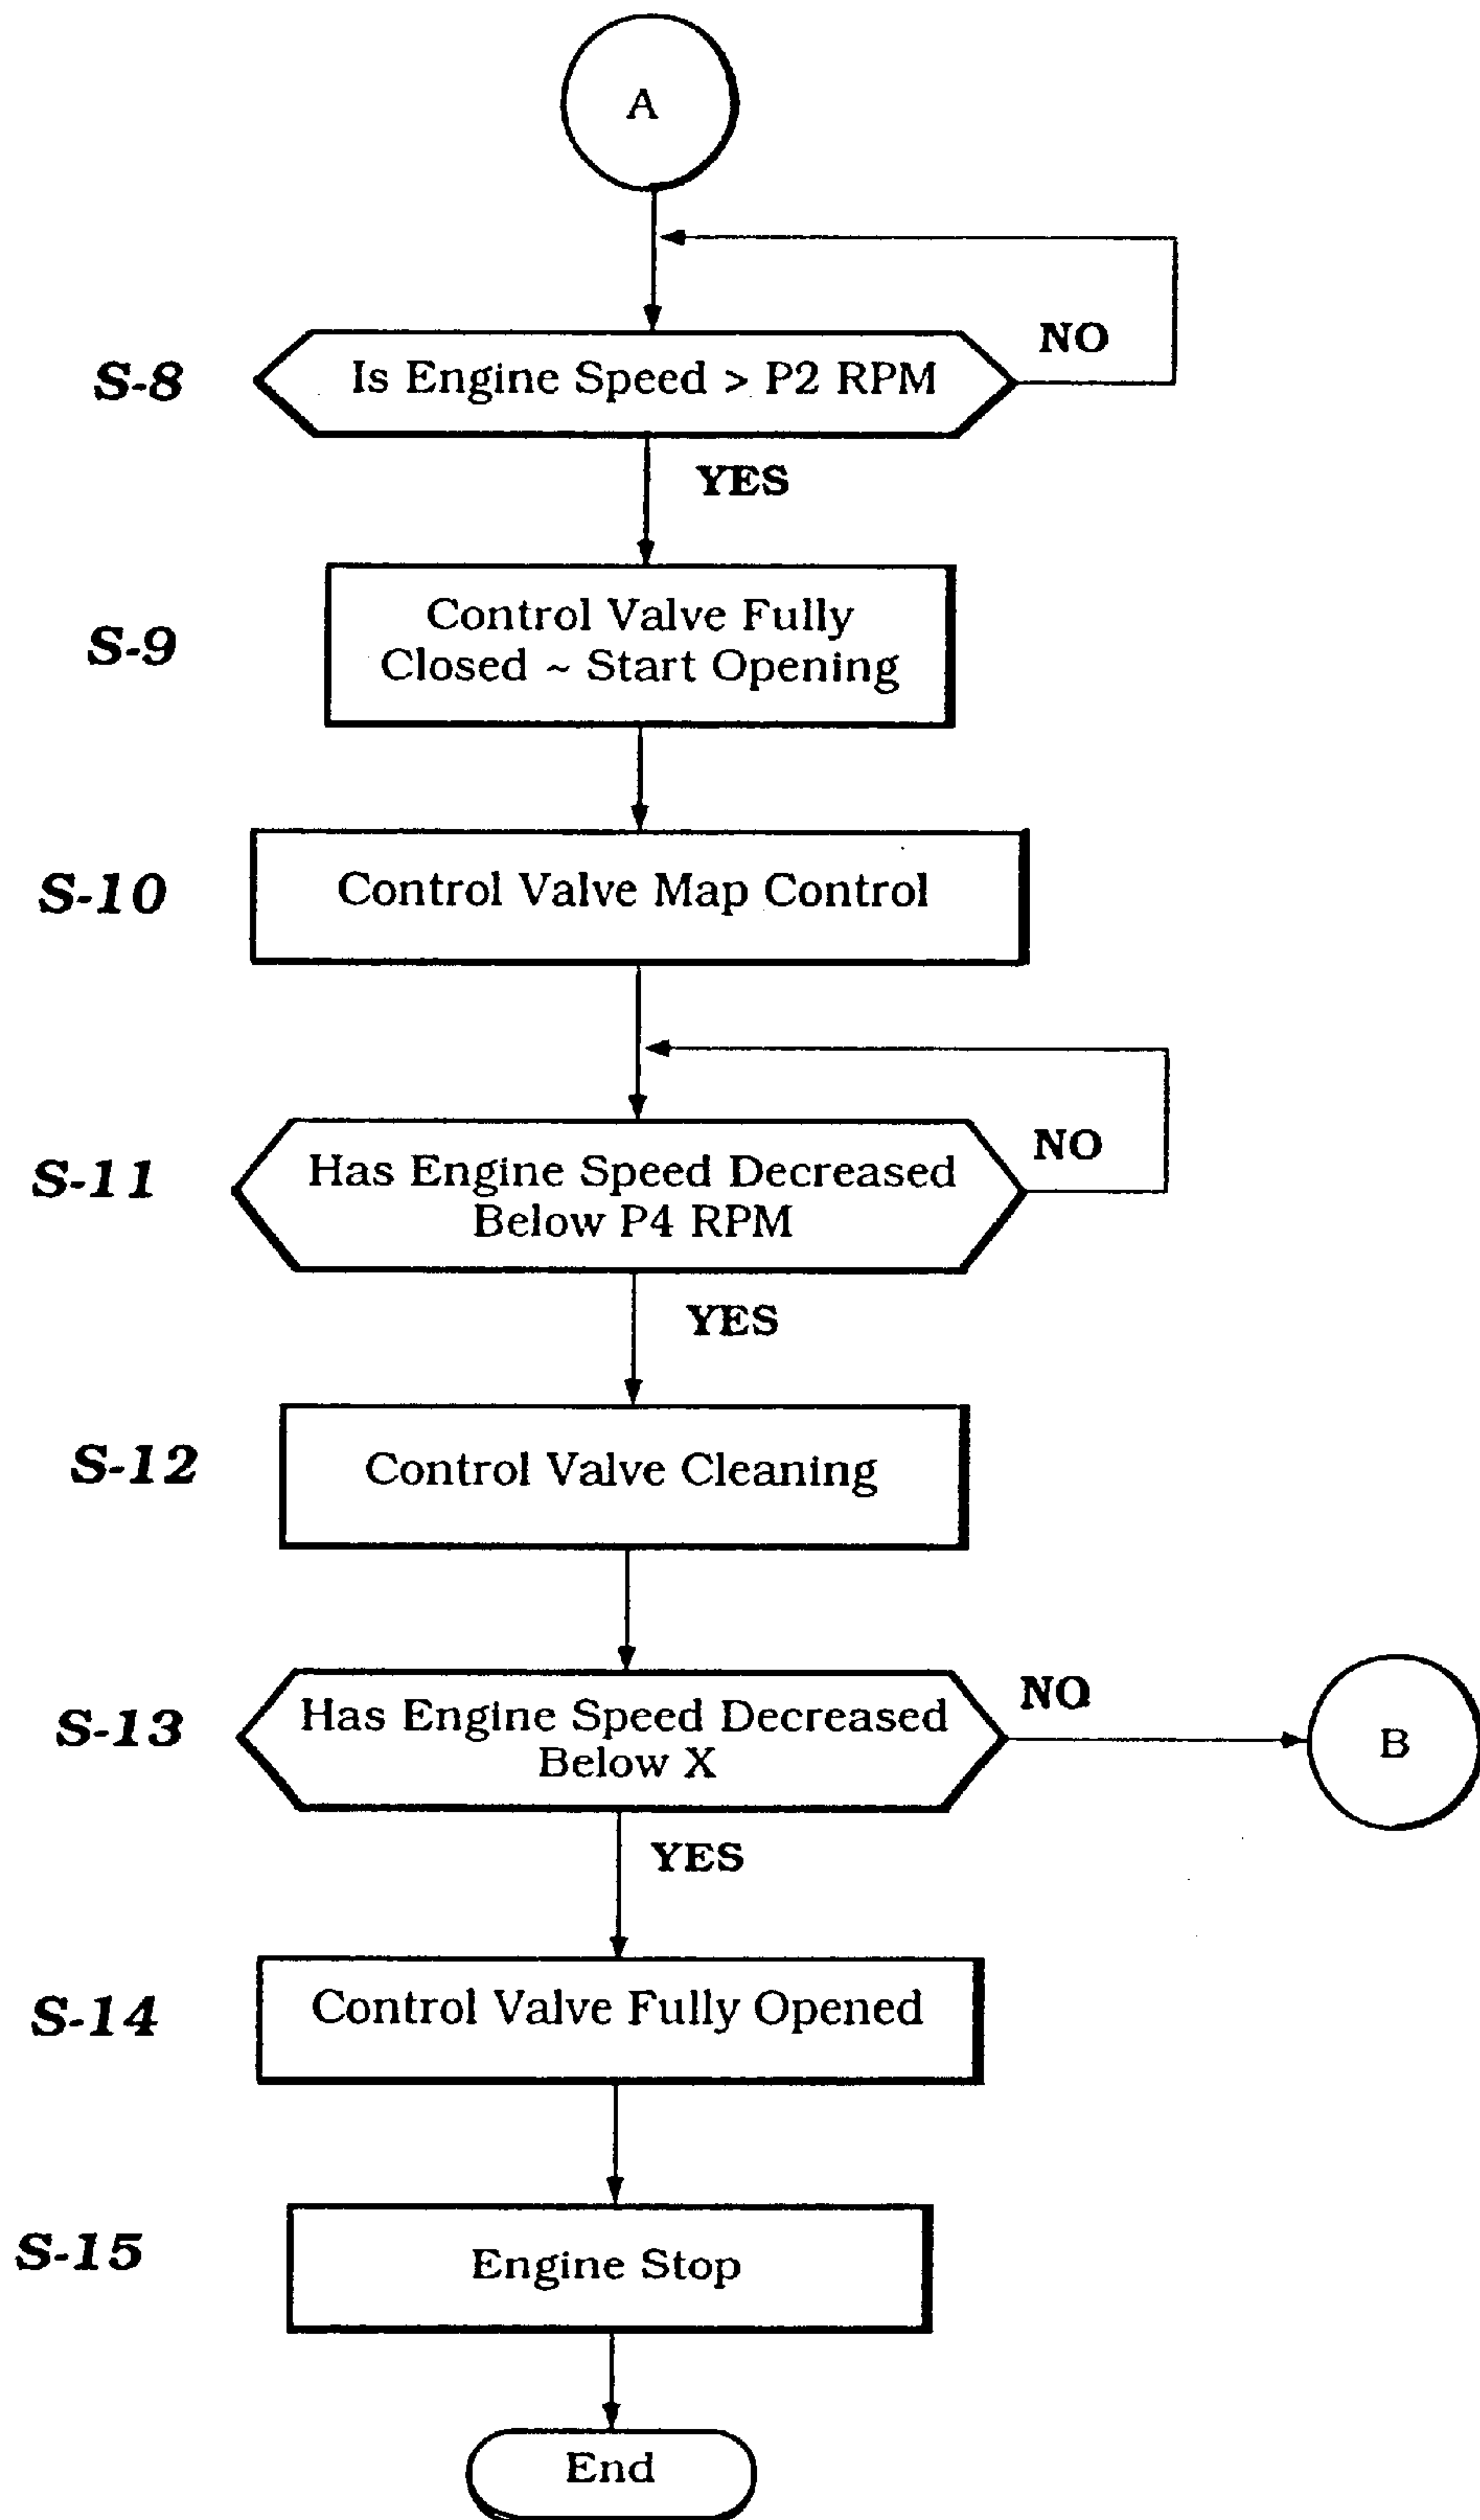 A
NO
S-8
Is Engine Speed > P2 RPM
YES
S-9
Control Valve Fully
Closed ~ Start Opening
S-10
Control Valve Map Control
S-11
Has Engine Speed Decreased
Below P4 RPM
NO
YES
S-12
Control Valve Cleaning
S-13
Has Engine Speed Decreased
Below X
NO
B
YES
S-14
Control Valve Fully Opened
S-15
Engine Stop
End